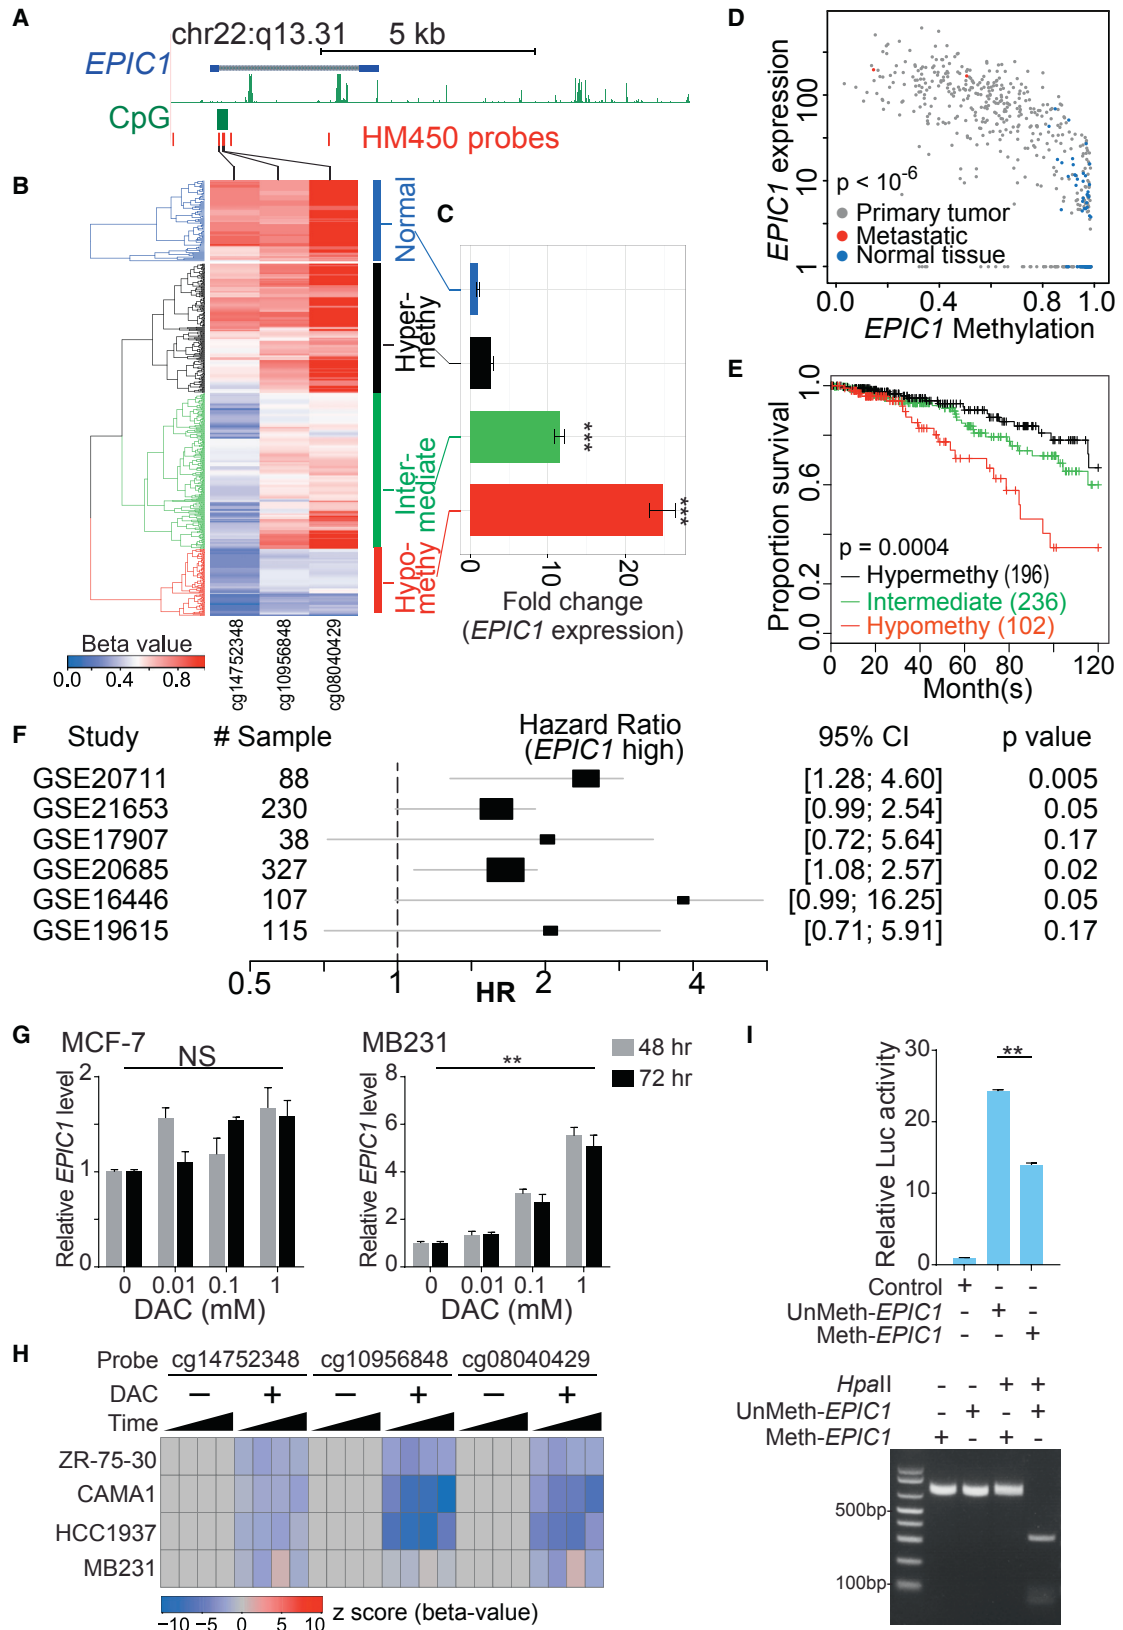 A
chr22:q13.31
5 kb
EPIC1
CpG
HM450 probes
B
Normal
Hyper-
methy
Inter-
mediate
Hypo-
methy
Beta value
0.0 0.4 0.8
cg14752348
cg10956848
cg08040429
C
***
***
0 10 20
Fold change
(EPIC1 expression)
D
EPIC1 expression
100
10
1
p < 10-6
Primary tumor
Metastatic
Normal tissue
0.0 0.4 0.8 1.0
EPIC1 Methylation
E
Proportion survival
1.0
0.6
0.2
0.0
p = 0.0004
Hypermethy (196)
Intermediate (236)
Hypomethy (102)
0 20 40 60 80 120
Month(s)
F
Study # Sample Hazard Ratio (EPIC1 high) 95% CI p value
GSE20711 88 [1.28; 4.60] 0.005
GSE21653 230 [0.99; 2.54] 0.05
GSE17907 38 [0.72; 5.64] 0.17
GSE20685 327 [1.08; 2.57] 0.02
GSE16446 107 [0.99; 16.25] 0.05
GSE19615 115 [0.71; 5.91] 0.17
0.5 1 2 4
HR
G
MCF-7
NS
Relative EPIC1 level
2
1
0
0 0.01 0.1 1
DAC (mM)
MB231
**
48 hr
72 hr
Relative EPIC1 level
8
6
4
2
0
0 0.01 0.1 1
DAC (mM)
H
Probe cg14752348 cg10956848 cg08040429
DAC − + − + − +
Time
ZR-75-30
CAMA1
HCC1937
MB231
−10 −5 0 5 10
z score (beta-value)
I
**
Relative Luc activity
30
20
10
0
Control + - -
UnMeth-EPIC1 - + -
Meth-EPIC1 - - +
HpaII - - + +
UnMeth-EPIC1 - + - +
Meth-EPIC1 + - + -
500bp
100bp